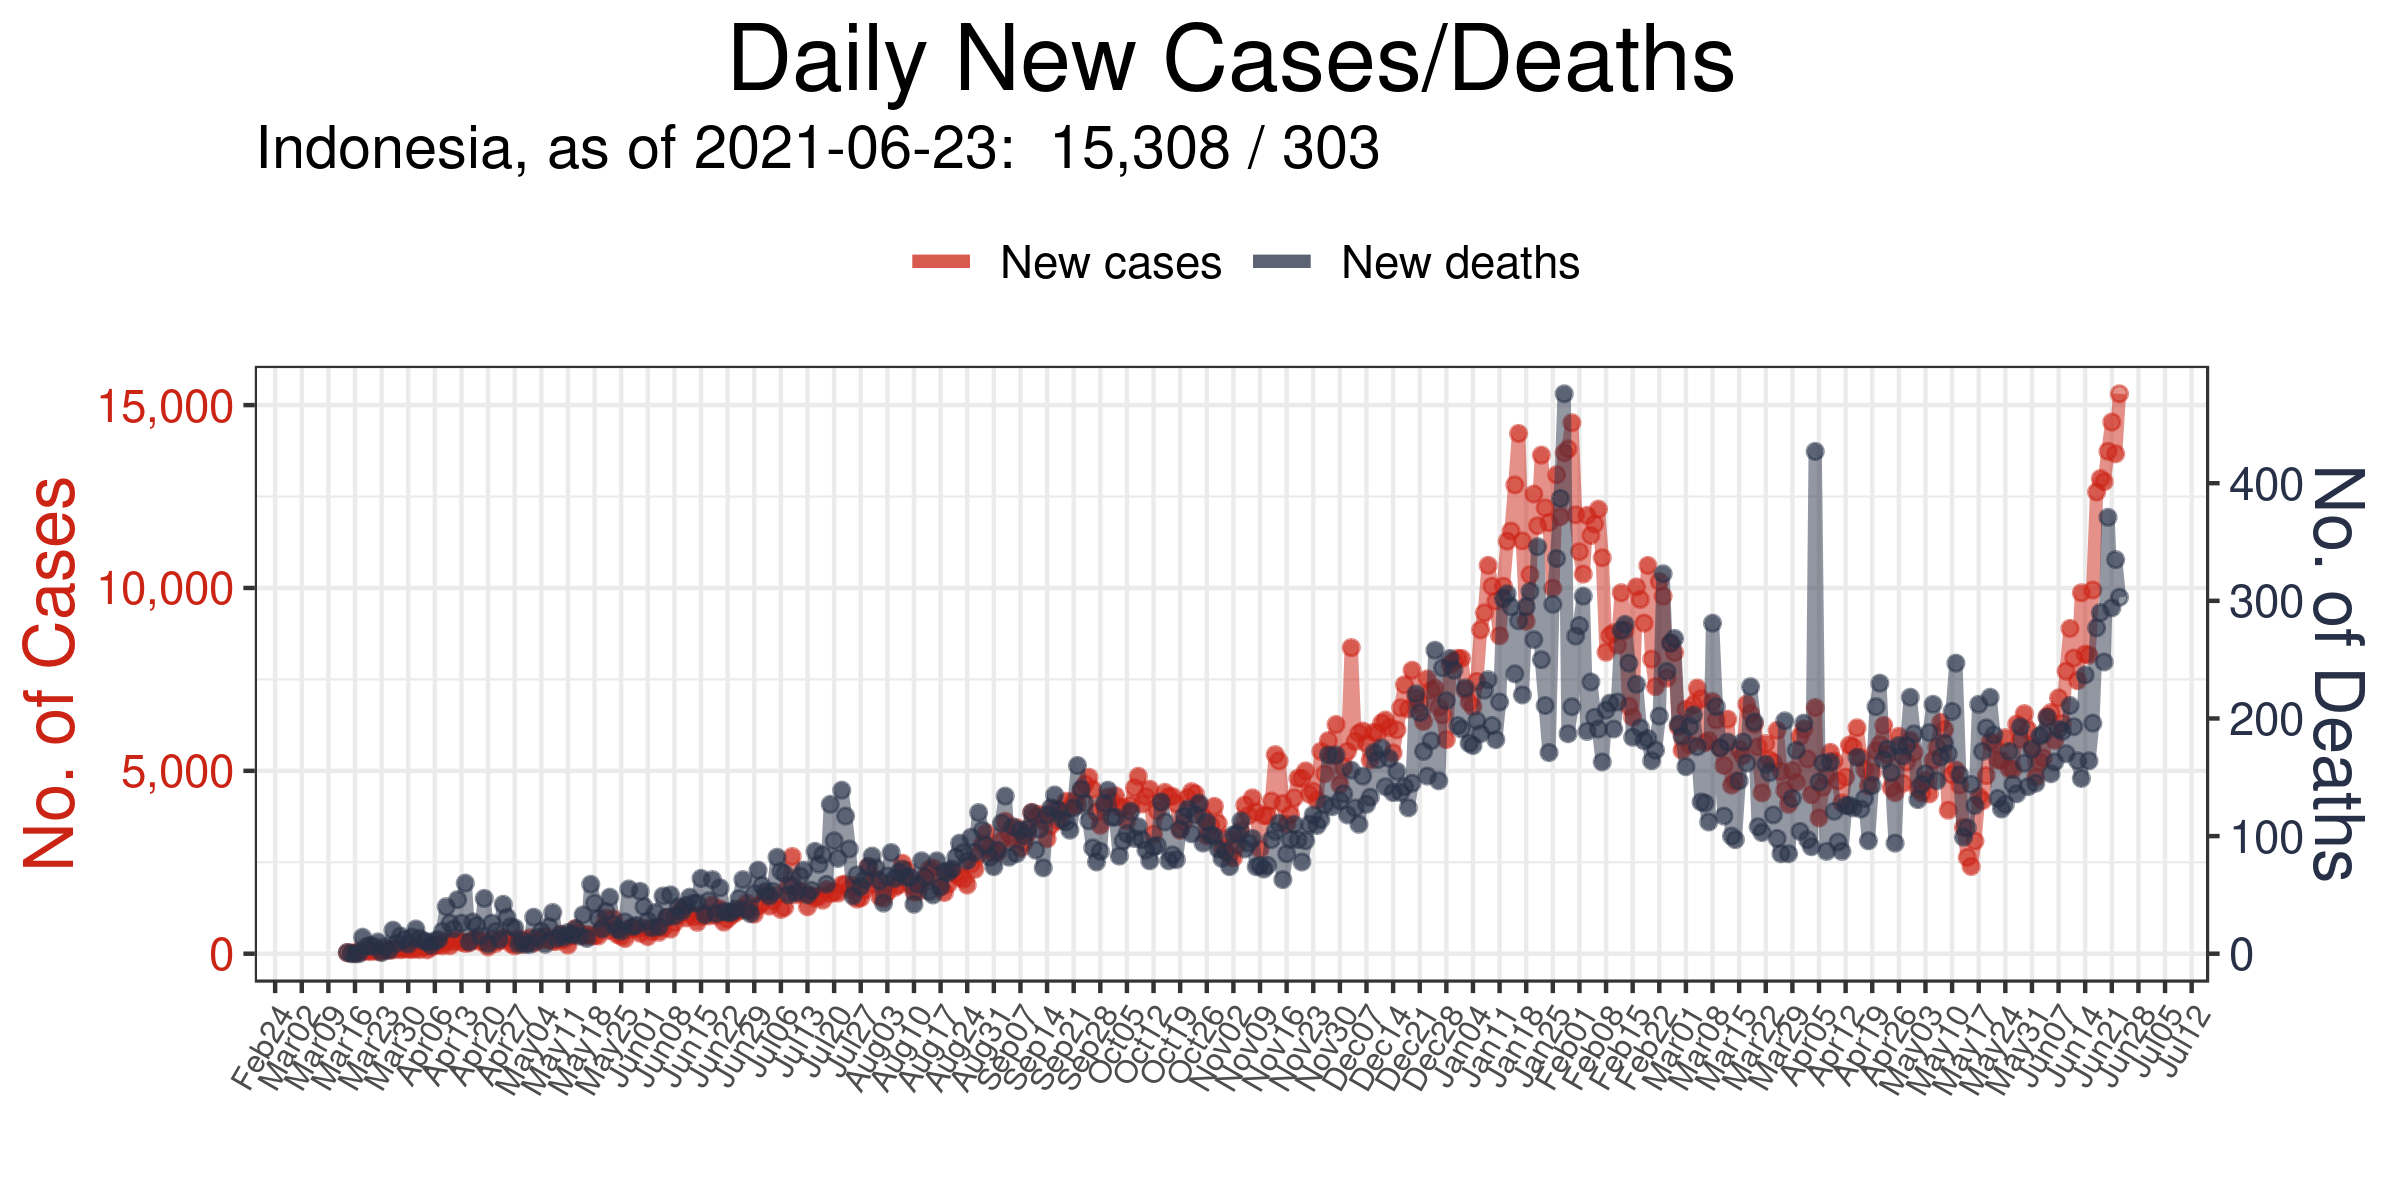 Daily New Cases/Deaths
Indonesia, as of 2021-06-23:  15,308 / 303
New cases New deaths
No. of Cases
15,000
10,000
5,000
0
No. of Deaths
400
300
200
100
0
Feb24 Mar02 Mar09 Mar16 Mar23 Mar30 Apr06 Apr13 Apr20 Apr27 May04 May11 May18 May25 Jun01 Jun08 Jun15 Jun22 Jun29 Jul06 Jul13 Jul20 Jul27 Aug03 Aug10 Aug17 Aug24 Aug31 Sep07 Sep14 Sep21 Sep28 Oct05 Oct12 Oct19 Oct26 Nov02 Nov09 Nov16 Nov23 Nov30 Dec07 Dec14 Dec21 Dec28 Jan04 Jan11 Jan18 Jan25 Feb01 Feb08 Feb15 Feb22 Mar01 Mar08 Mar15 Mar22 Mar29 Apr05 Apr12 Apr19 Apr26 May03 May10 May17 May24 May31 Jun07 Jun14 Jun21 Jun28 Jul05 Jul12